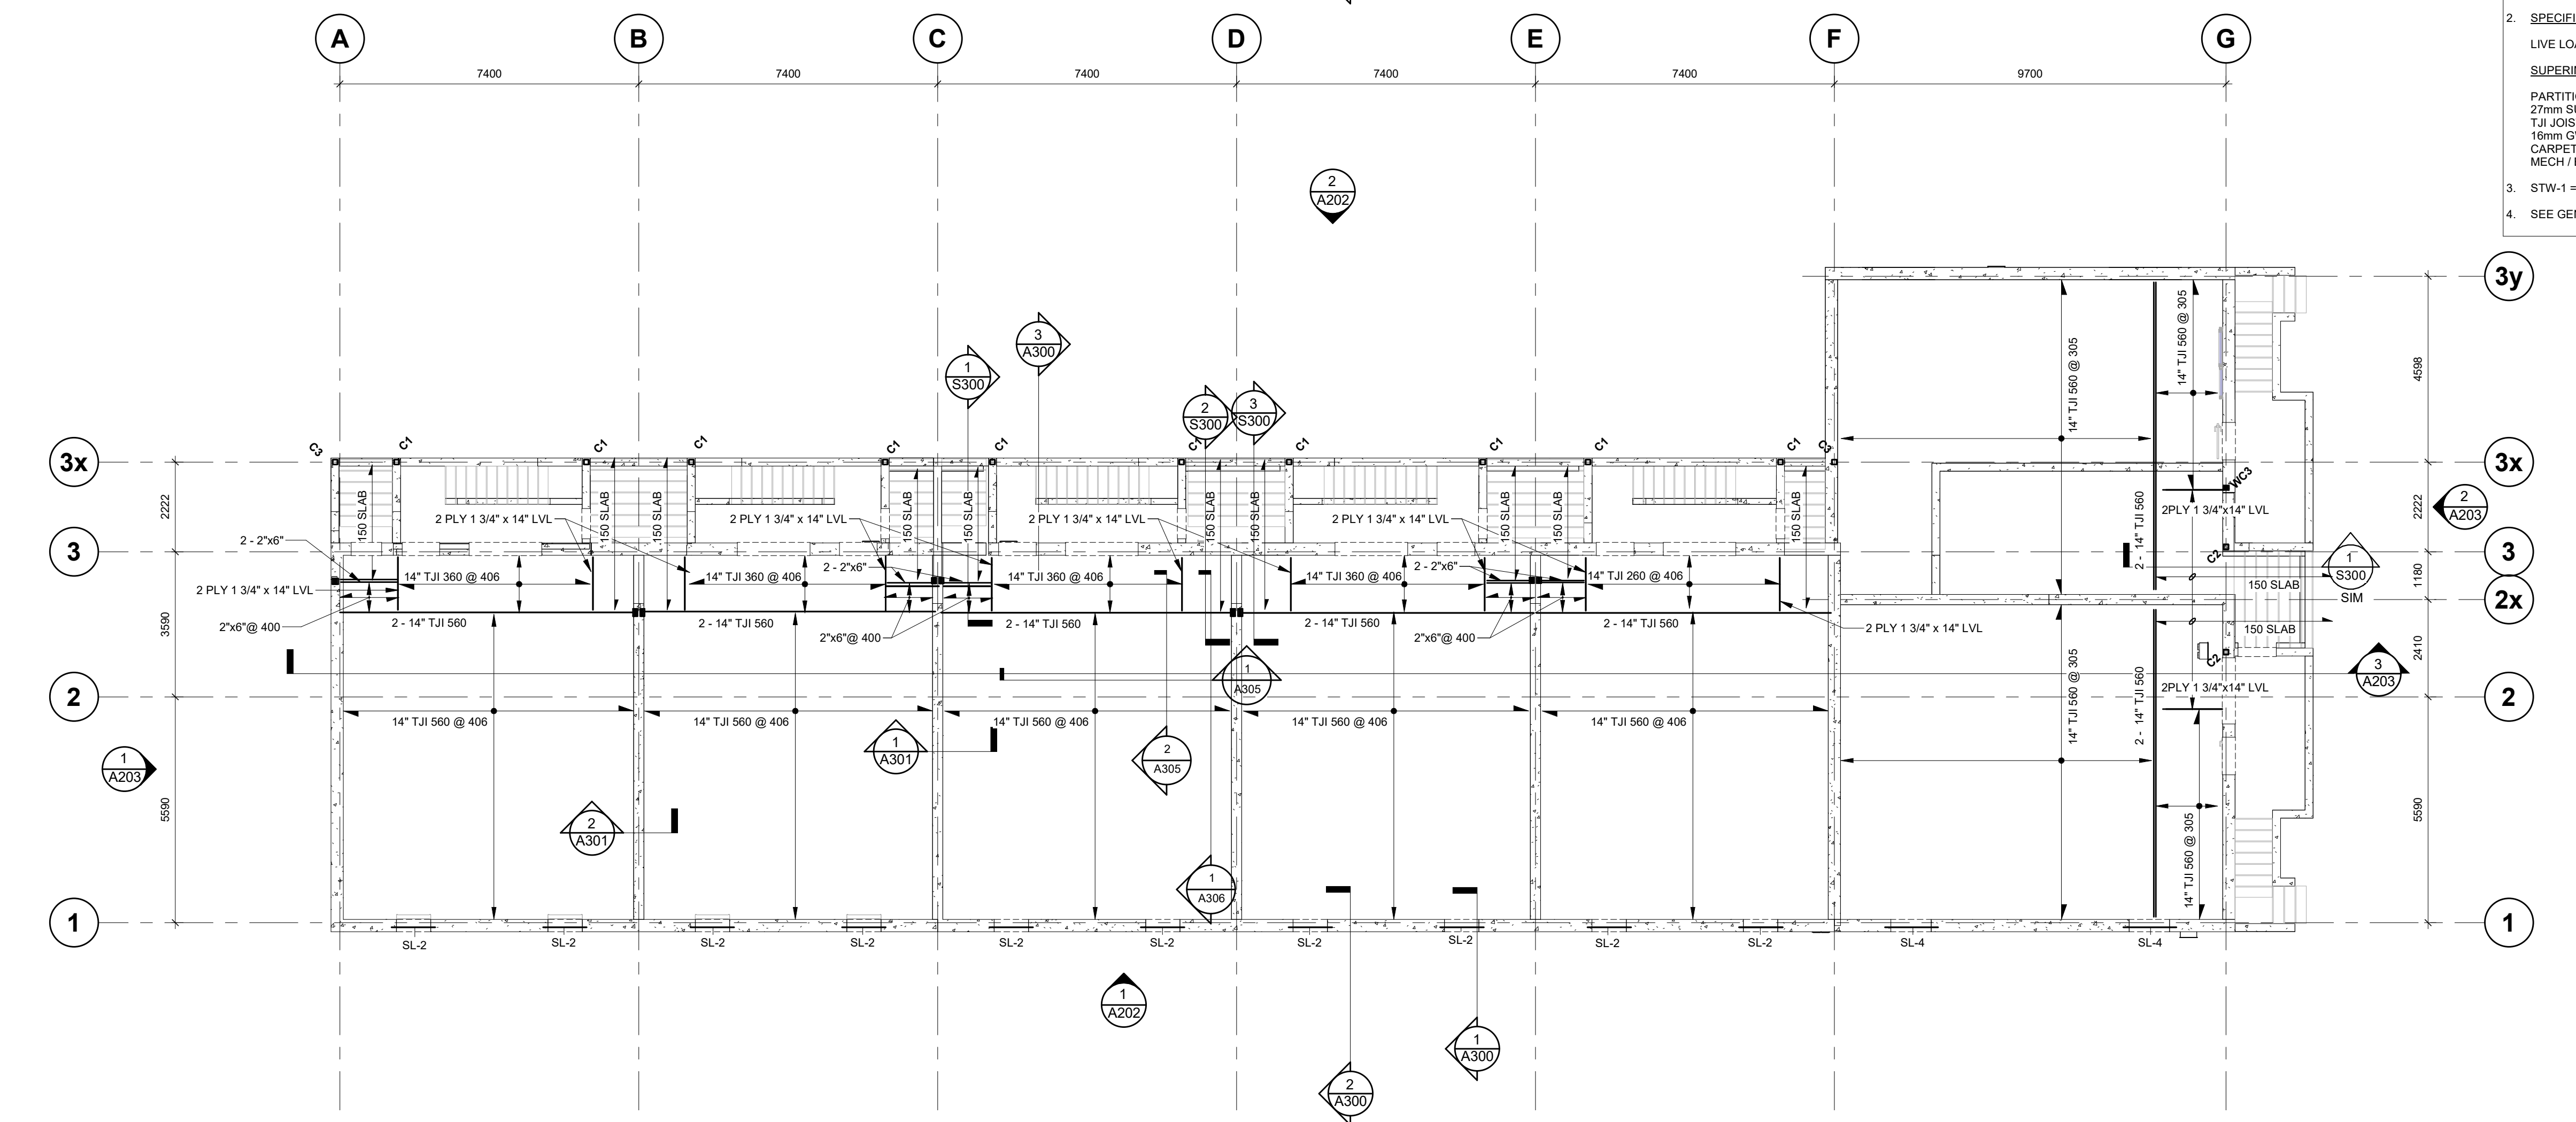 A
B
C
D
E
F
G
7400
7400
7400
7400
7400
9700
2.
LIVE
27mm
TJI
16mm
MECH /
3. STW-1 =
4. SEE
2
A202
3y
4598
14" TJI 560 @ 305
14" TJI 560 @ 305
3
A300
1
S300
2
S300
3
S300
C3
C1
C1
C1
C1
C1
C1
C1
C1
C1
C1
C3
3x
3x
WC3
2222
2222
2
A203
150 SLAB
150 SLAB
150 SLAB
150 SLAB
150 SLAB
150 SLAB
150 SLAB
150 SLAB
150 SLAB
150 SLAB
2 PLY 1 3/4" x 14" LVL
2 PLY 1 3/4" x 14" LVL
2 PLY 1 3/4" x 14" LVL
2 PLY 1 3/4" x 14" LVL
2PLY 1 3/4"x14" LVL
2 - 14" TJI 560
2 - 2"x6"
2 - 2"x6"
2 - 2"x6"
3
3
C2
14" TJI 360 @ 406
14" TJI 360 @ 406
14" TJI 360 @ 406
14" TJI 360 @ 406
14" TJI 260 @ 406
1
S300
SIM
150 SLAB
1180
2 PLY 1 3/4" x 14" LVL
2x
2"x6"@ 400
2"x6"@ 400
2"x6"@ 400
2 - 14" TJI 560
2 - 14" TJI 560
2 - 14" TJI 560
2 - 14" TJI 560
2 - 14" TJI 560
2 PLY 1 3/4" x 14" LVL
150 SLAB
3590
2410
C2
1
A305
3
A203
2
2
2PLY 1 3/4"x14" LVL
2 - 14" TJI 560
14" TJI 560 @ 305
14" TJI 560 @ 406
14" TJI 560 @ 406
14" TJI 560 @ 406
14" TJI 560 @ 406
14" TJI 560 @ 406
1
A203
1
A301
2
A305
2
A301
5590
5590
14" TJI 560 @ 305
1
A306
1
1
SL-2
SL-2
SL-2
SL-2
SL-2
SL-2
SL-2
SL-2
SL-2
SL-2
SL-4
SL-4
1
A202
1
A300
2
A300